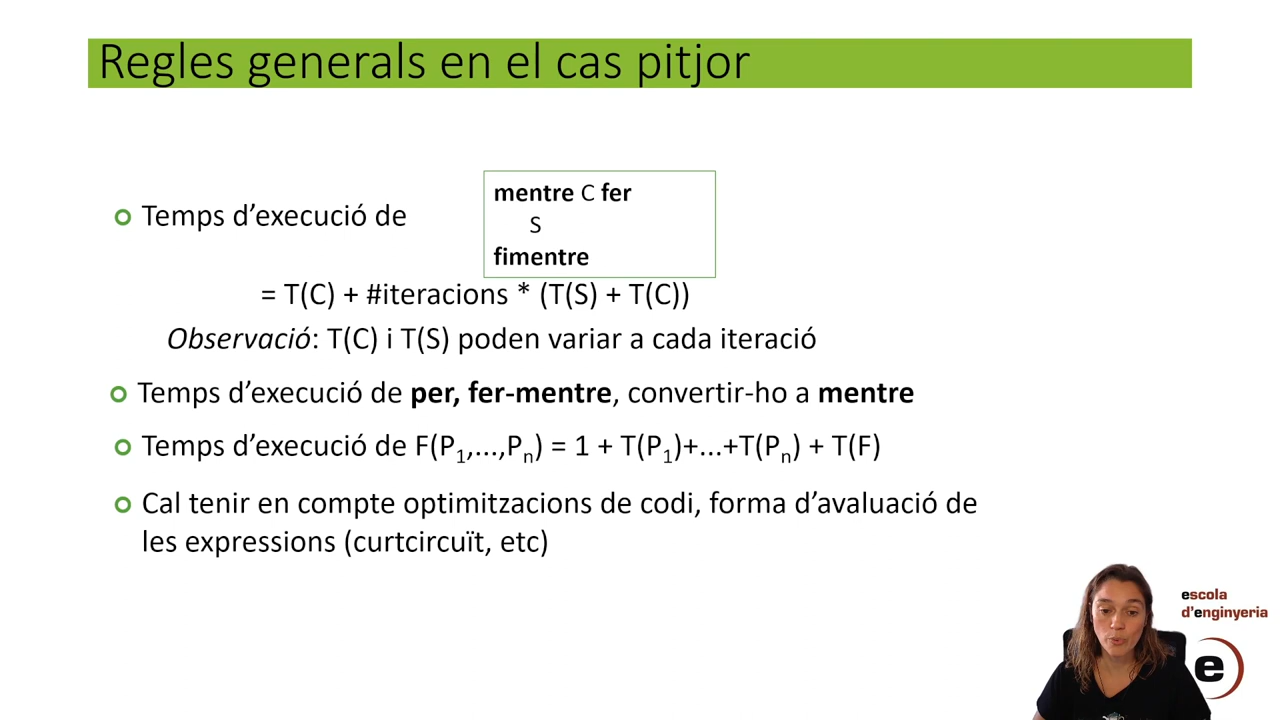 Regles generals en el cas pitjor
Temps d'execució de
mentre C fer
S
fimentre
= T(C) + #iteracions * (T(S) + T(C))
Observació: T(C) i T(S) poden variar a cada iteració
Temps d'execució de per, fer-mentre, convertir-ho a mentre
Temps d'execució de F(P₁,...,Pₙ) = 1 + T(P₁)+...+T(Pₙ) + T(F)
Cal tenir en compte optimitzacions de codi, forma d'avaluació de
les expressions (curtcircuït, etc)
escola
d'enginyeria
e